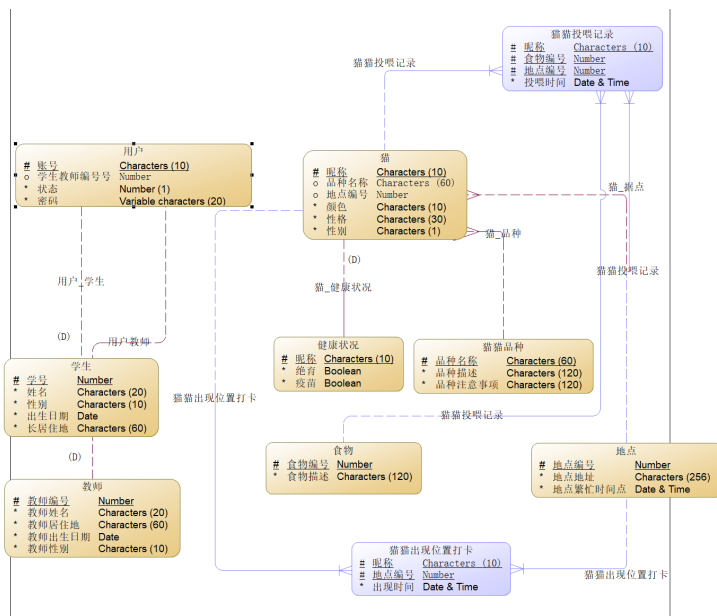 猫猫投喂记录
# 昵称 Characters (10)
# 食物编号 Number
# 地点编号 Number
* 投喂时间 Date & Time
猫猫投喂记录
用户
# 账号 Characters (10)
o 学生教师编号号 Number
* 状态 Number (1)
* 密码 Variable characters (20)
猫
# 昵称 Characters (10)
o 品种名称 Characters (60)
o 地点编号 Number
* 颜色 Characters (10)
* 性格 Characters (30)
* 性别 Characters (1)
猫_据点
猫_品种
(D)
猫猫投喂记录
用户_学生
猫_健康状况
(D)
用户教师
健康状况
# 昵称 Characters (10)
* 绝育 Boolean
* 疫苗 Boolean
猫猫品种
# 品种名称 Characters (60)
* 品种描述 Characters (120)
* 品种注意事项 Characters (120)
学生
# 学号 Number
* 姓名 Characters (20)
* 性别 Characters (10)
* 出生日期 Date
* 长居住地 Characters (60)
猫猫出现位置打卡
猫猫投喂记录
(D)
食物
# 食物编号 Number
* 食物描述 Characters (120)
地点
# 地点编号 Number
* 地点地址 Characters (256)
* 地点繁忙时间点 Date & Time
教师
# 教师编号 Number
* 教师姓名 Characters (20)
* 教师居住地 Characters (60)
* 教师出生日期 Date
* 教师性别 Characters (10)
猫猫出现位置打卡
# 昵称 Characters (10)
# 地点编号 Number
* 出现时间 Date & Time
猫猫出现位置打卡